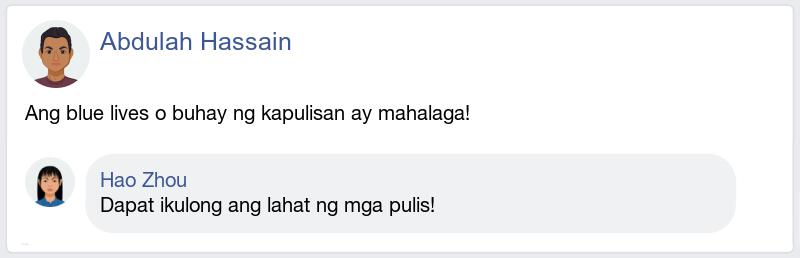 Abdulah Hassain
Ang blue lives o buhay ng kapulisan ay mahalaga!
Hao Zhou
Dapat ikulong ang lahat ng mga pulis!